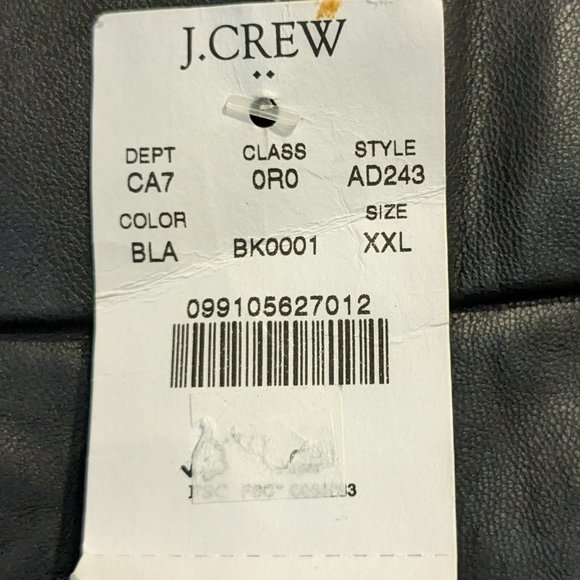 J.CREW
DEPT CLASS STYLE
CA7 0R0 AD243
COLOR SIZE
BLA BK0001 XXL
099105627012